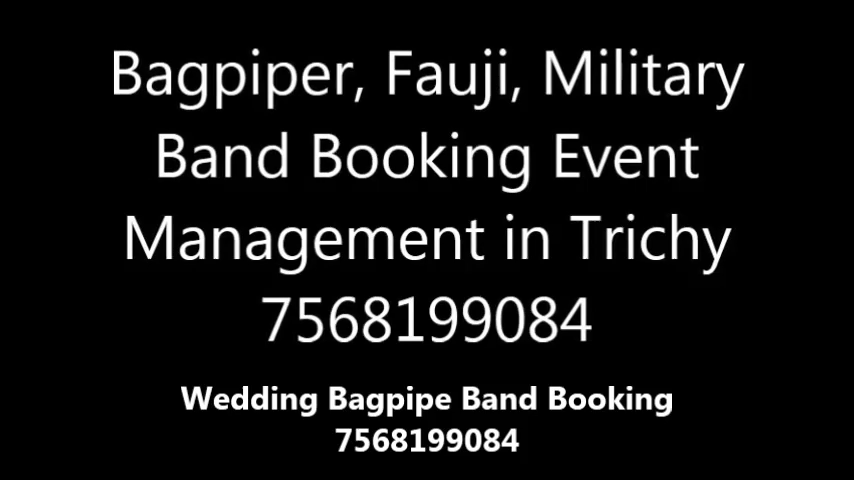 Bagpiper, Fauji, Military
Band Booking Event
Management in Trichy
7568199084
Wedding Bagpipe Band Booking
7568199084